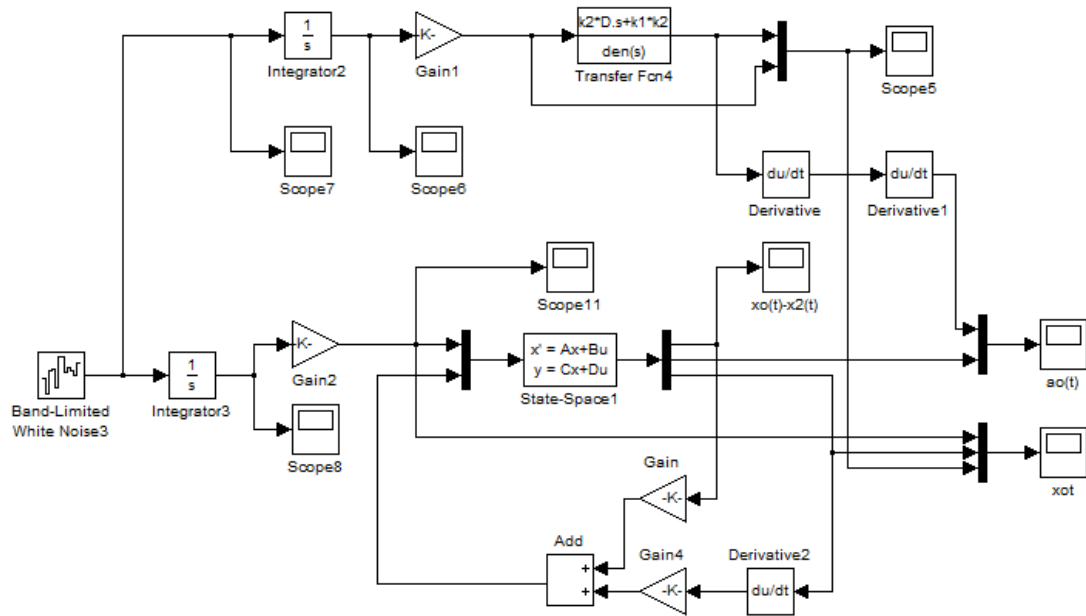 1
s
Integrator2
K-
Gain1
k2*D.s+k1*k2
den(s)
Transfer Fcn4
Scope5
Scope7
Scope6
du/dt
Derivative
du/dt
Derivative1
Scope11
xo(t)-x2(t)
Band-Limited
White Noise3
1
s
Integrator3
K-
Gain2
Scope8
x' = Ax+Bu
y = Cx+Du
State-Space1
ao(t)
xot
Gain
-K-
Add
+
+
Gain4
-K-
Derivative2
du/dt